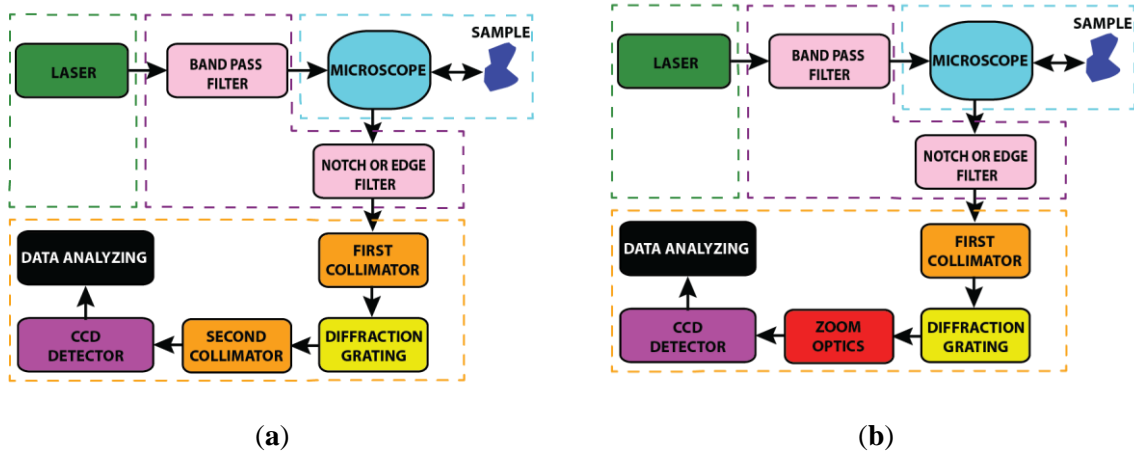 LASER
BAND PASS
FILTER
MICROSCOPE
SAMPLE
NOTCH OR EDGE
FILTER
FIRST
COLLIMATOR
DIFFRACTION
GRATING
SECOND
COLLIMATOR
CCD
DETECTOR
DATA ANALYZING
(a)
LASER
BAND PASS
FILTER
MICROSCOPE
SAMPLE
NOTCH OR EDGE
FILTER
FIRST
COLLIMATOR
DIFFRACTION
GRATING
ZOOM
OPTICS
CCD
DETECTOR
DATA ANALYZING
(b)